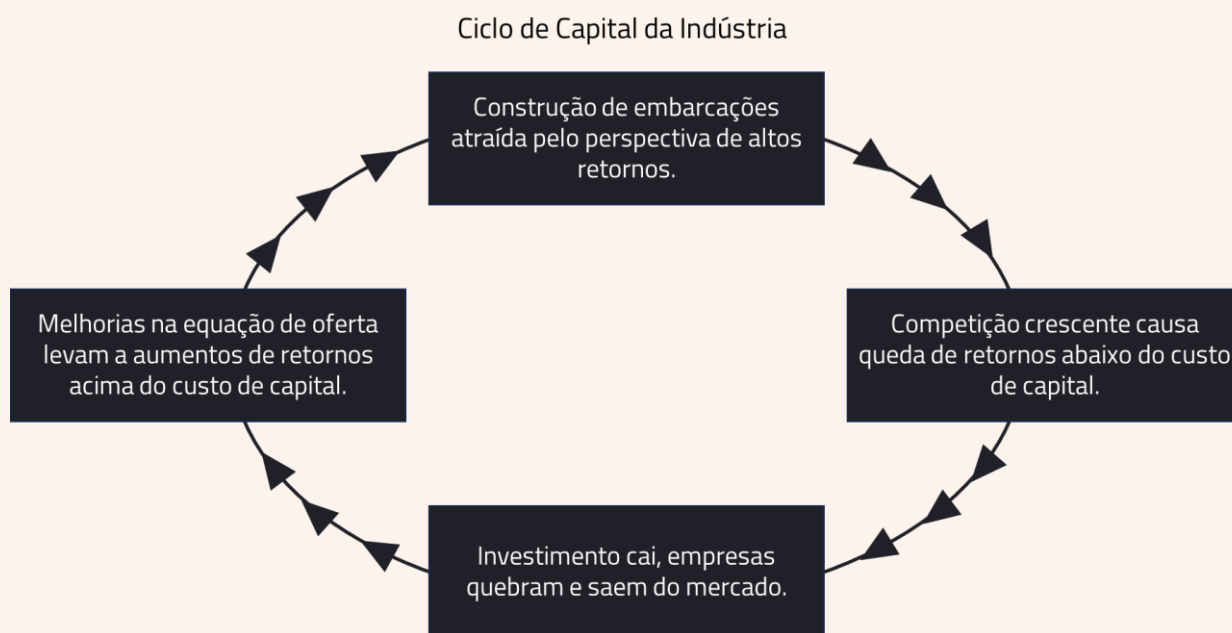 Ciclo de Capital da Indústria
Construção de embarcações
atraída pelo perspectiva de altos
retornos.
Melhorias na equação de oferta
levam a aumentos de retornos
acima do custo de capital.
Competição crescente causa
queda de retornos abaixo do custo
de capital.
Investimento cai, empresas
quebram e saem do mercado.